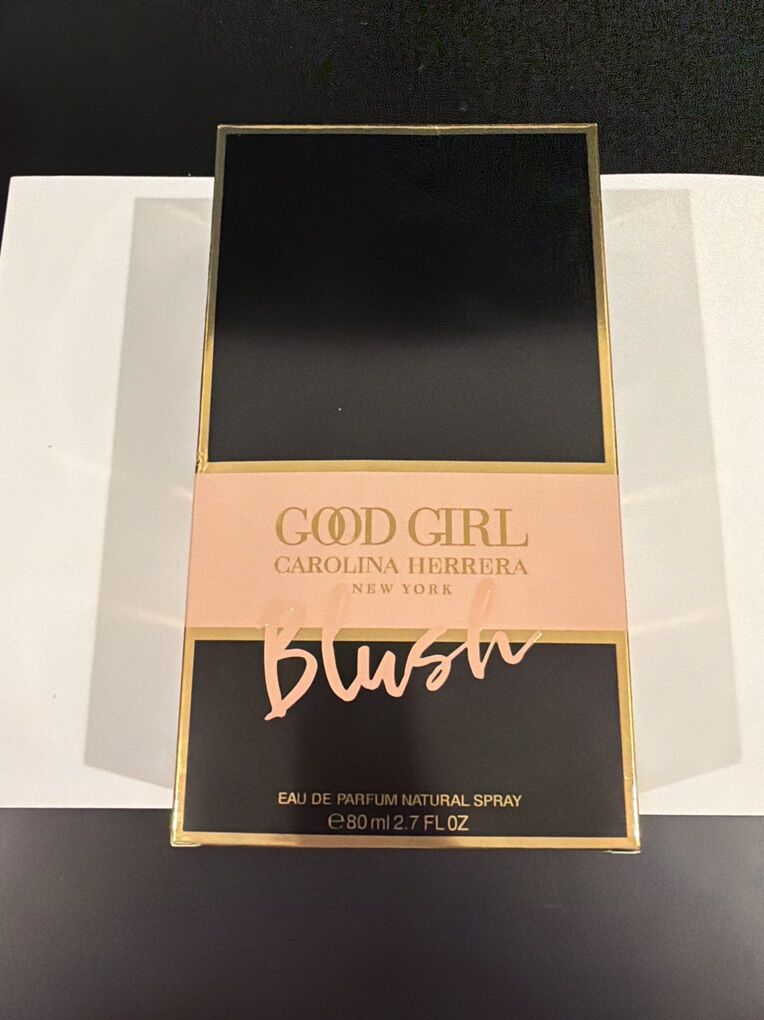 GOOD GIRL
CAROLINA HERRERA
NEW YORK
Blush
EAU DE PARFUM NATURAL SPRAY
℮80 ml 2.7 FL OZ